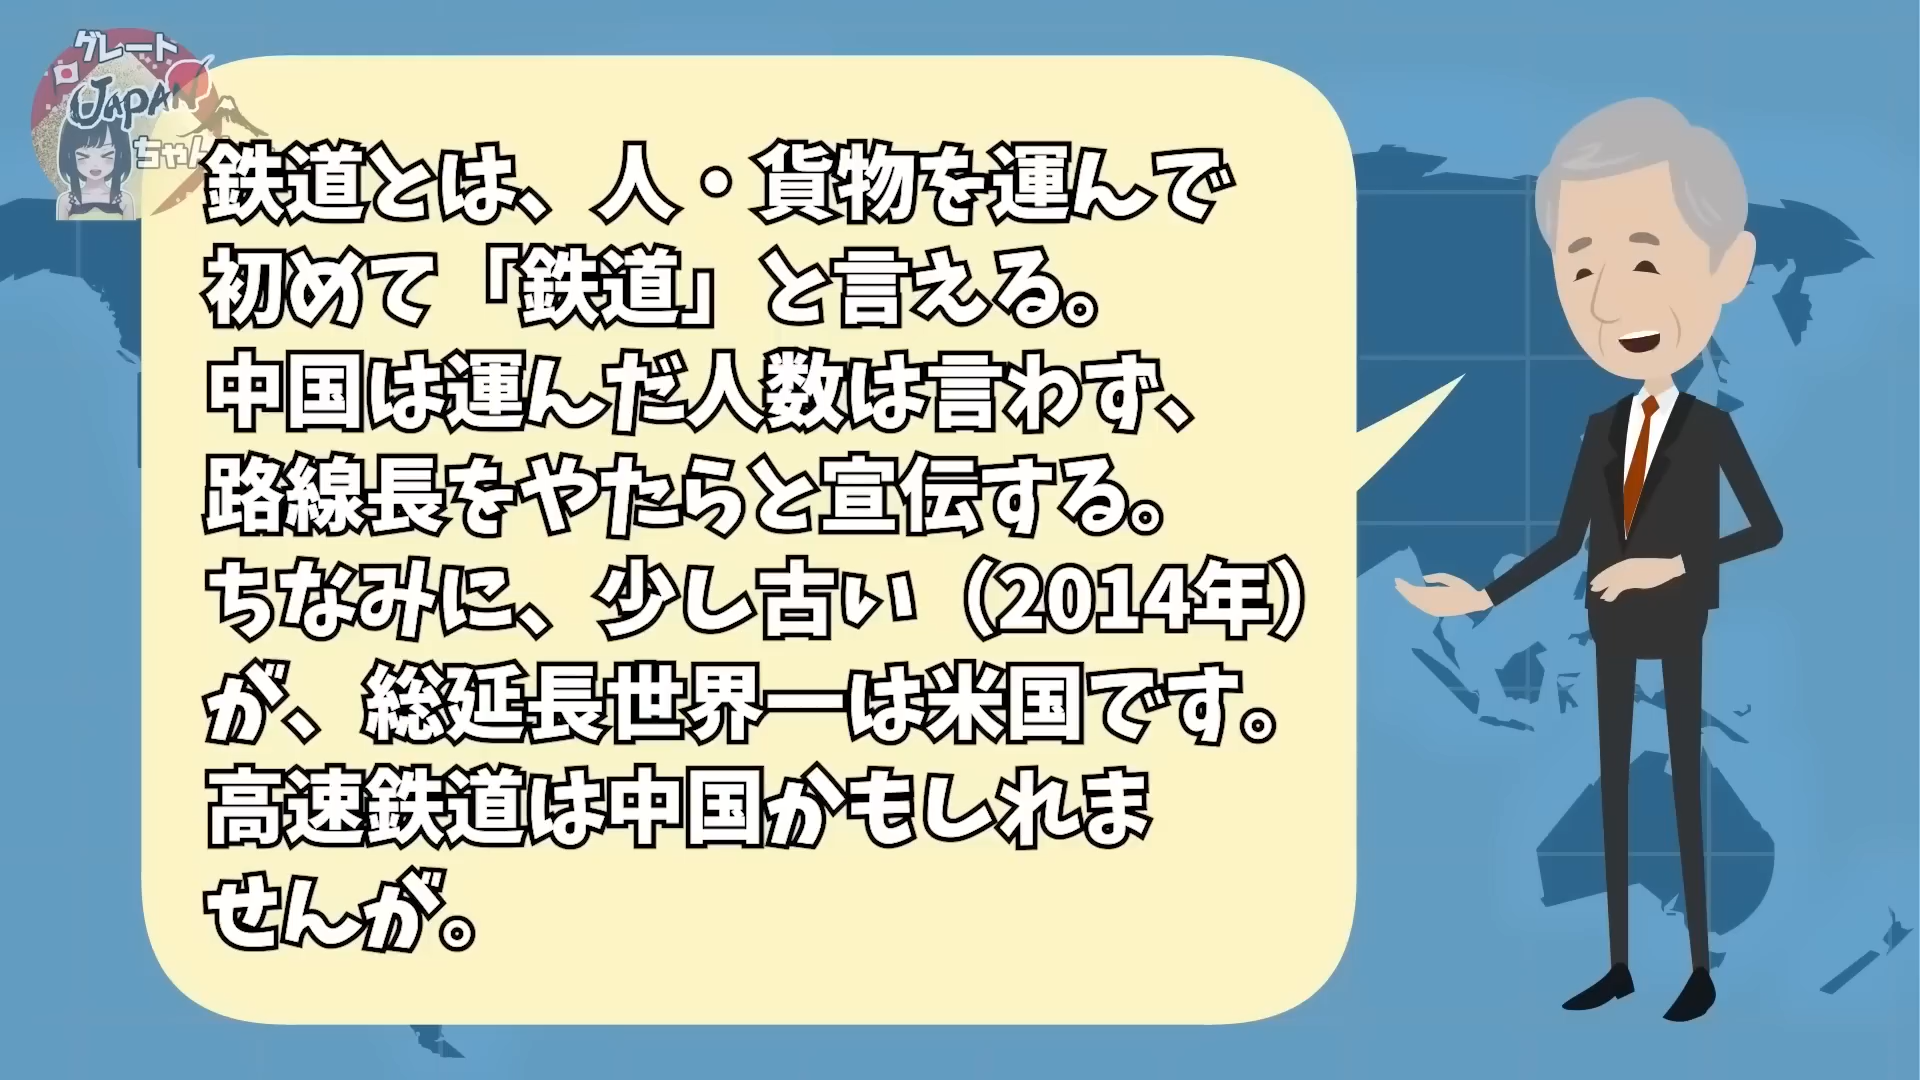 グレート
JAPAN
ちゃん
鉄道とは、人・貨物を運んで
初めて「鉄道」と言える。
中国は運んだ人数は言わず、
路線長をやたらと宣伝する。
ちなみに、少し古い（2014年）
が、総延長世界一は米国です。
高速鉄道は中国かもしれま
せんが。